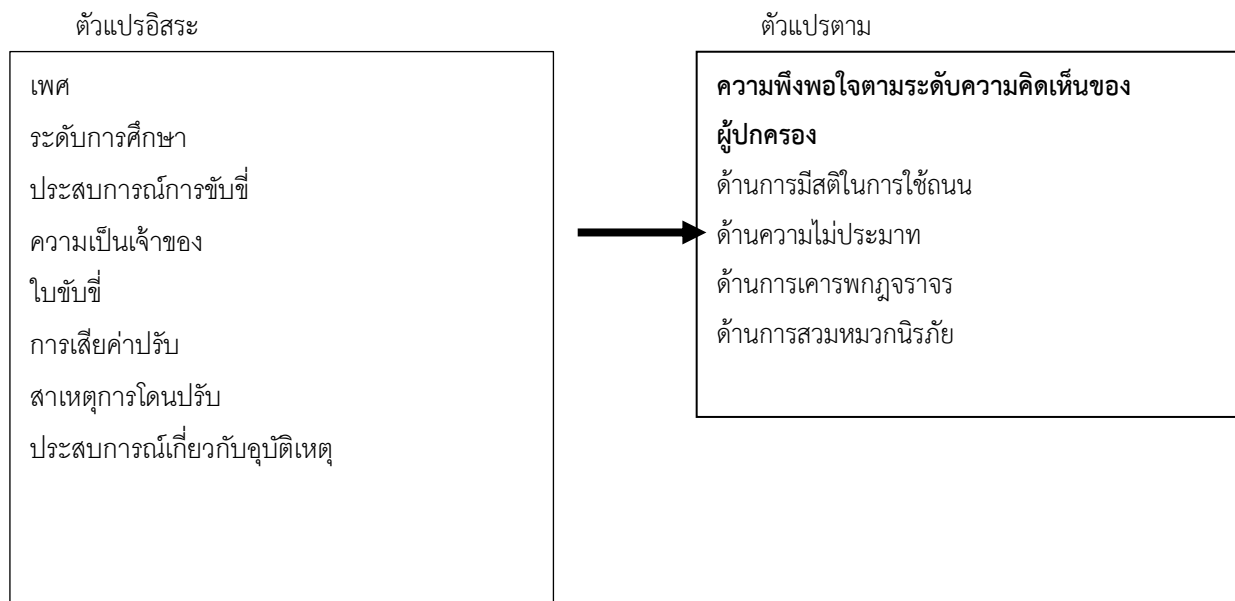 ตัวแปรอิสระ
เพศ
ระดับการศึกษา
ประสบการณ์การขับขี่
ความเป็นเจ้าของ
ใบขับขี่
การเสียค่าปรับ
สาเหตุการโดนปรับ
ประสบการณ์เกี่ยวกับอุบัติเหตุ
ตัวแปรตาม
ความพึงพอใจตามระดับความคิดเห็นของ
ผู้ปกครอง
ด้านการมีสติในการใช้ถนน
ด้านความไม่ประมาท
ด้านการเคารพกฎจราจร
ด้านการสวมหมวกนิรภัย